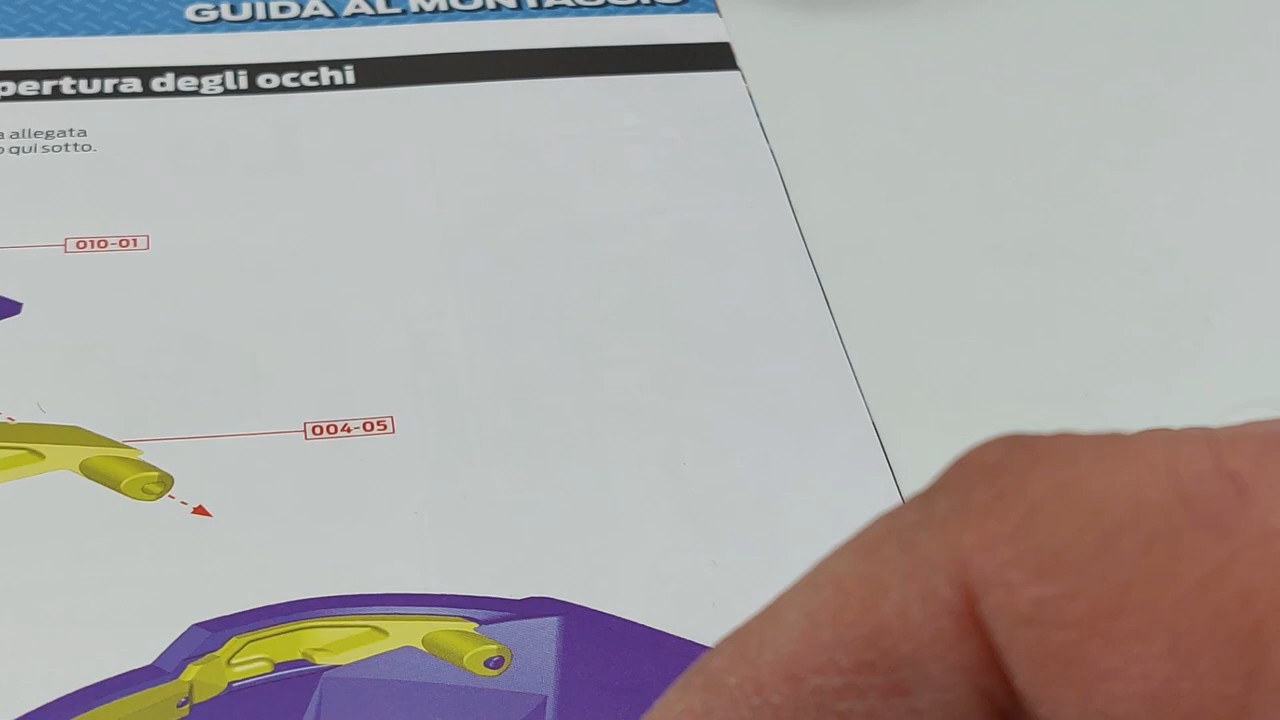 GUIDA AL MONTAGGIO
pertura degli occhi
a allegata
o qui sotto.
010-01
004-05